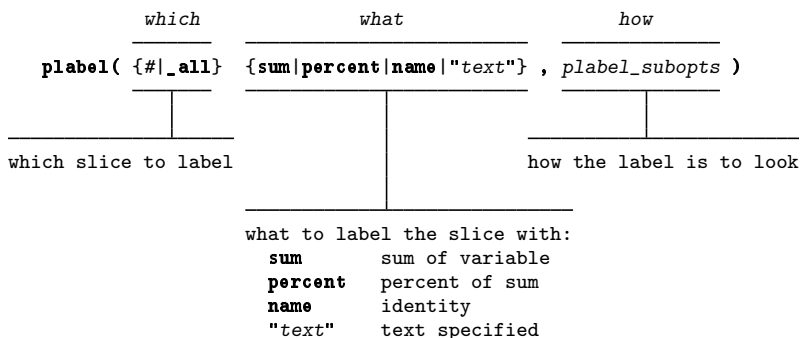 which what how
plabel( {#|_all} {sum|percent|name|"text"} , plabel_subopts )
which slice to label how the label is to look
what to label the slice with:
sum sum of variable
percent percent of sum
name identity
"text" text specified